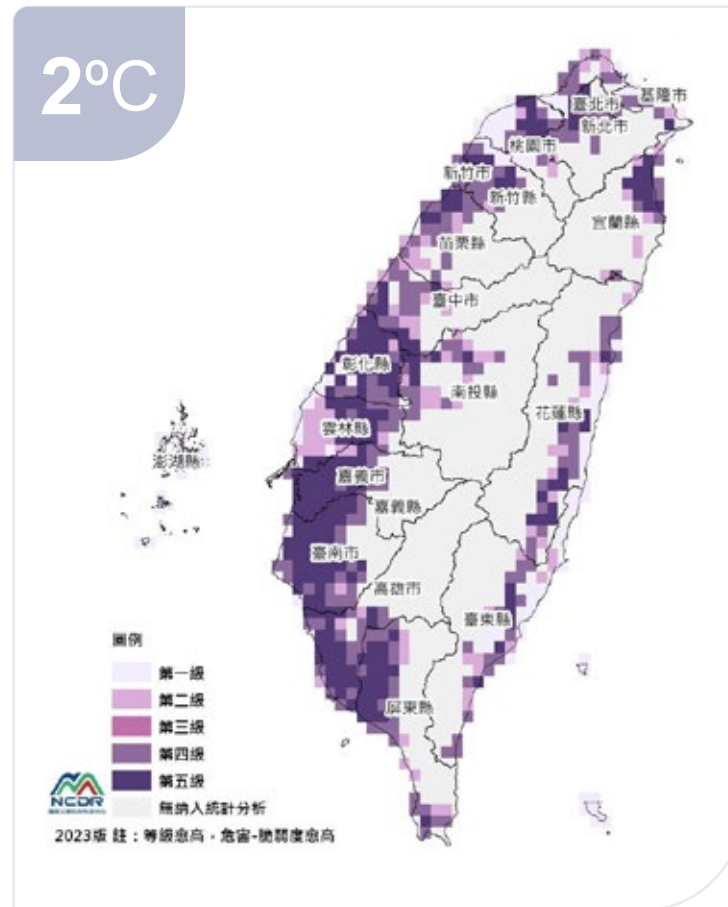 2°C
基隆市
臺北市
新北市
桃園市
新竹市
新竹縣
宜蘭縣
苗栗縣
臺中市
彰化縣
南投縣
花蓮縣
雲林縣
澎湖縣
嘉義市
嘉義縣
臺南市
高雄市
臺東縣
屏東縣
圖例
第一級
第二級
第三級
第四級
第五級
無納入統計分析
NCDR
2023版 註：等級愈高，危害-脆弱度愈高